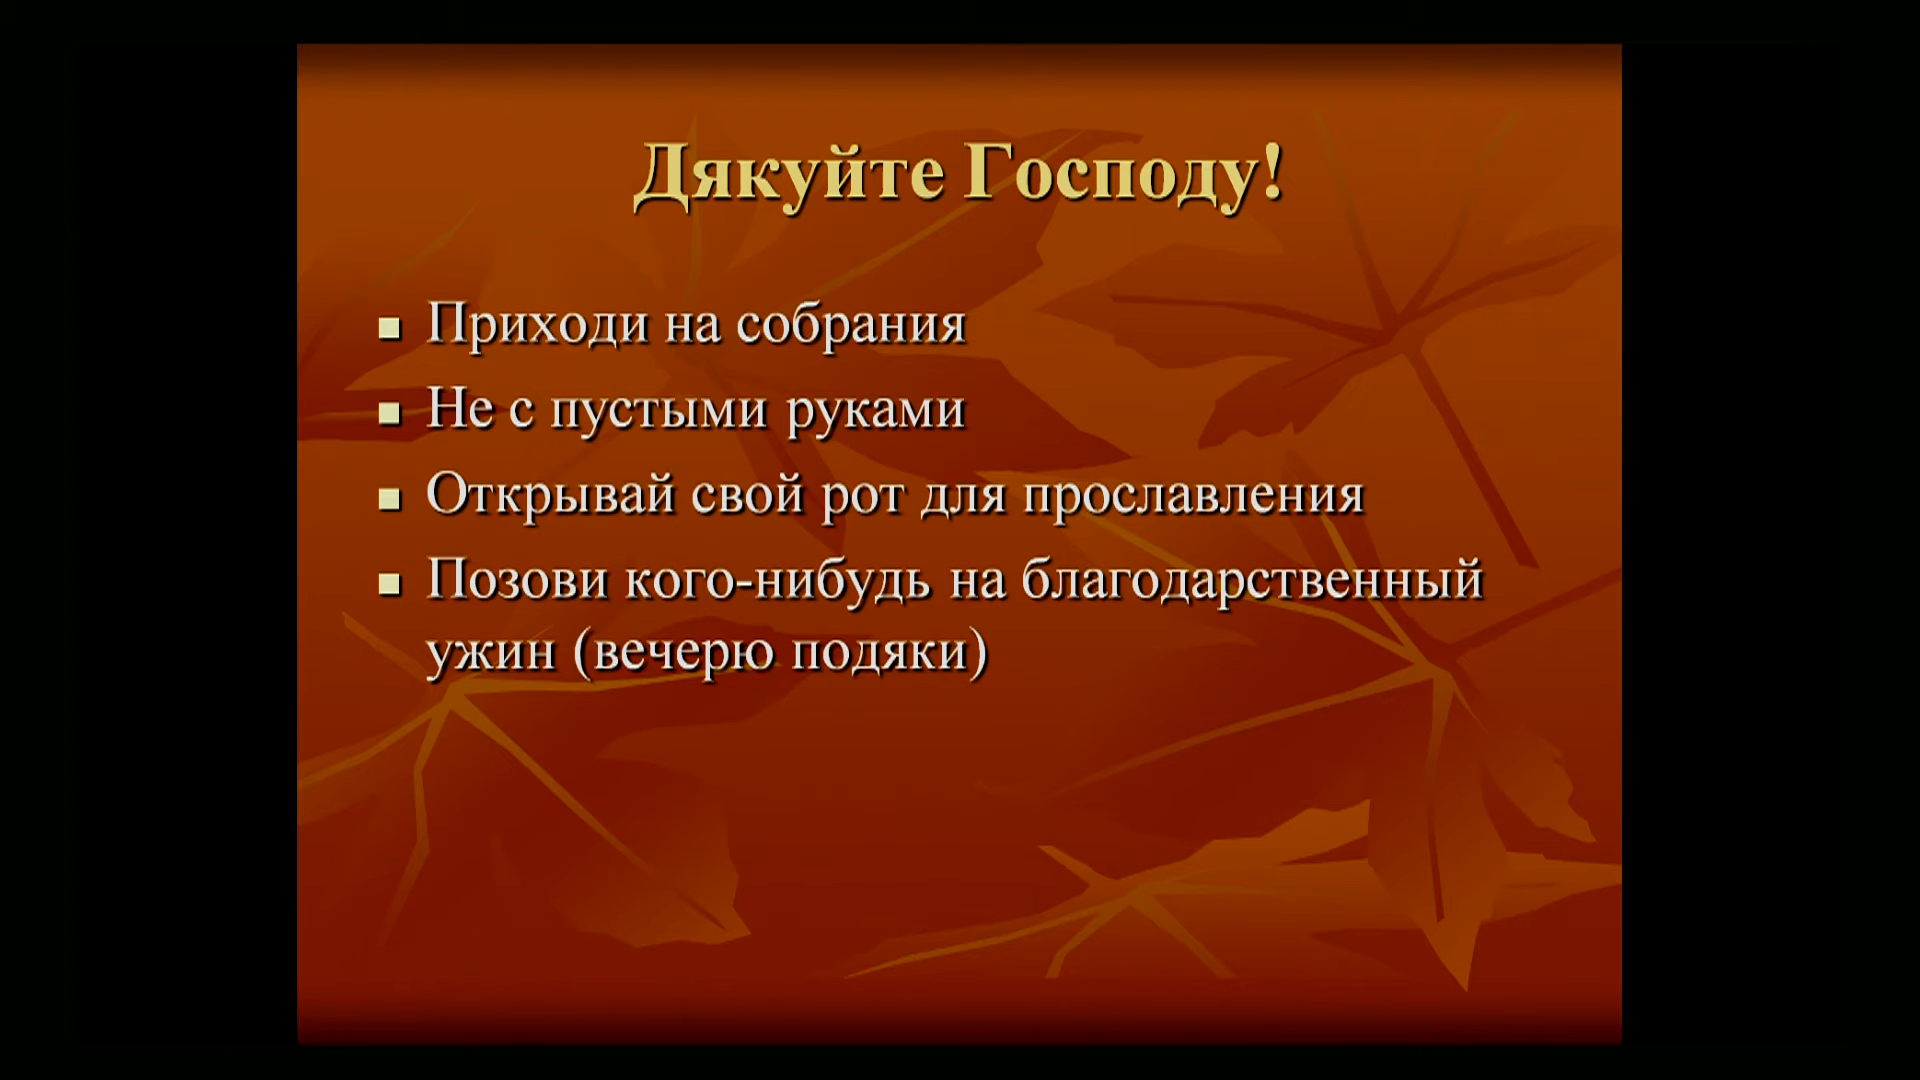 Дякуйте Господу!
Приходи на собрания
Не с пустыми руками
Открывай свой рот для прославления
Позови кого-нибудь на благодарственный
ужин (вечерю подяки)